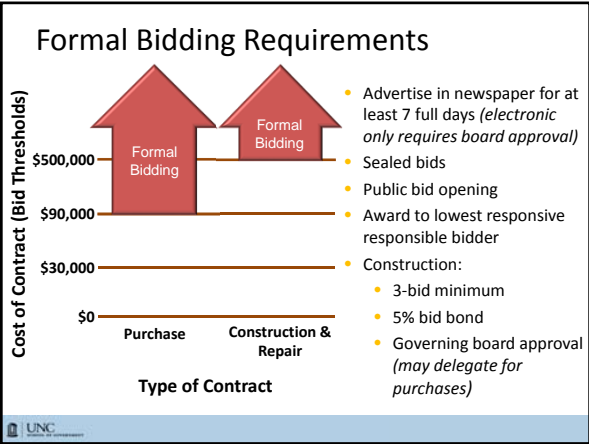 Formal Bidding Requirements
Cost of Contract (Bid Thresholds)
$500,000
$90,000
$30,000
$0
Formal
Bidding
Formal
Bidding
Purchase
Construction &
Repair
Type of Contract
• Advertise in newspaper for at
least 7 full days (electronic
only requires board approval)
• Sealed bids
• Public bid opening
• Award to lowest responsive
responsible bidder
• Construction:
• 3-bid minimum
• 5% bid bond
• Governing board approval
(may delegate for
purchases)
UNC
SCHOOL OF GOVERNMENT